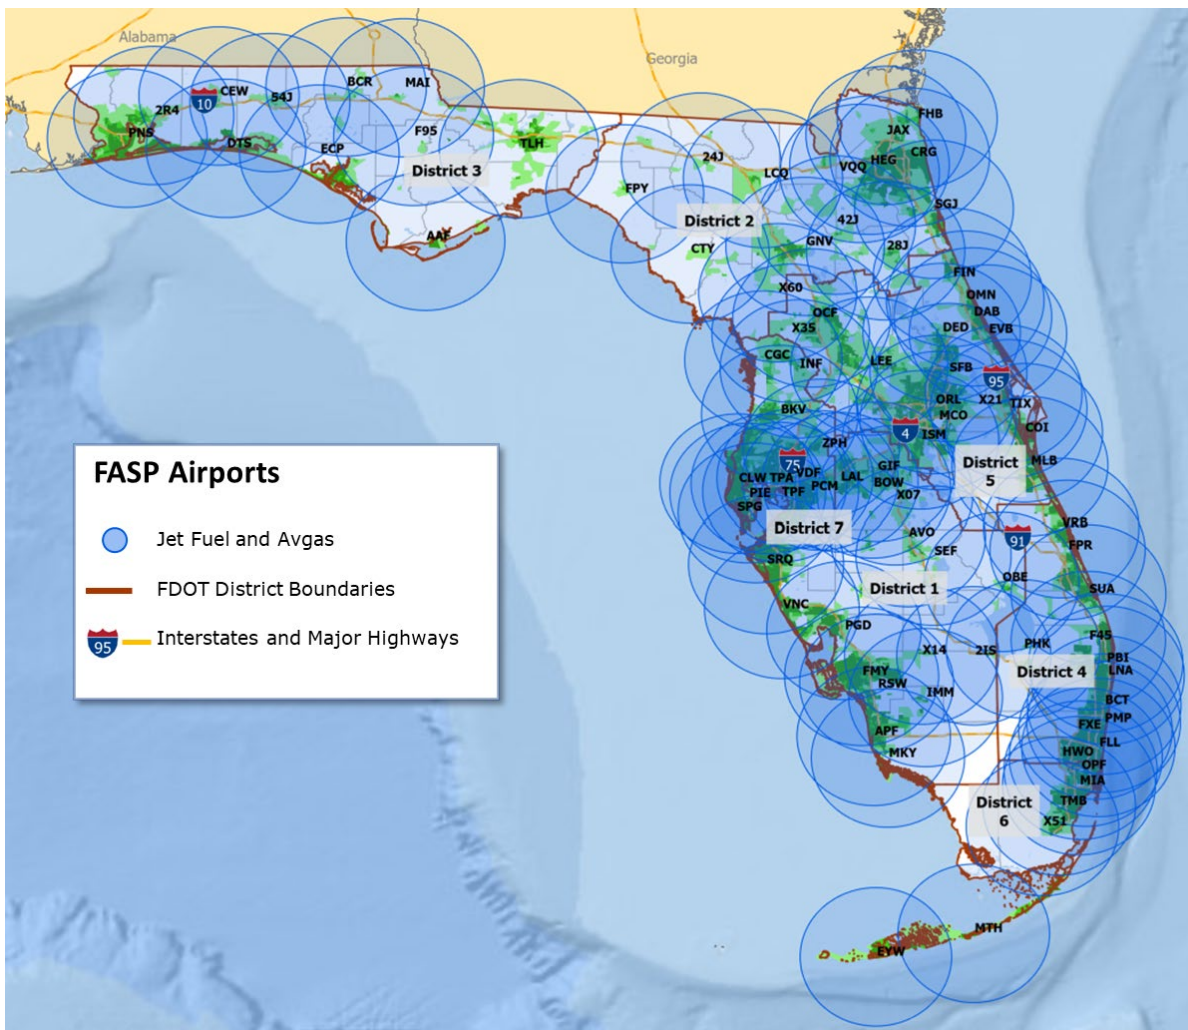 Alabama
Georgia
BCR
MAI
CEW
54J
10
2R4
PNS
DTS
ECP
F95
TLH
District 3
AAF
FHB
JAX
CRG
HEG
VQQ
24J
LCQ
FPY
SGJ
District 2
42J
GNV
28J
CTY
FIN
X60
OMN
DAB
OCF
X35
DED
EVB
CGC
INF
LEE
SFB
95
ORL
X21
TIX
BKV
MCO
COI
4
ISM
ZPH
District
5
MLB
75
VDF
GIF
CLW
TPA
LAL
BOW
PCM
PIE
TPF
X07
SPG
District 7
VRB
AVO
91
FPR
SEF
SRQ
OBE
District 1
SUA
VNC
PGD
F45
PHK
X14
2IS
PBI
District 4
LNA
FMY
RSW
IMM
BCT
PMP
FXE
APF
FLL
MKY
HWO
OPF
MIA
District
6
TMB
X51
MTH
EYW
FASP Airports
Jet Fuel and Avgas
FDOT District Boundaries
95
Interstates and Major Highways